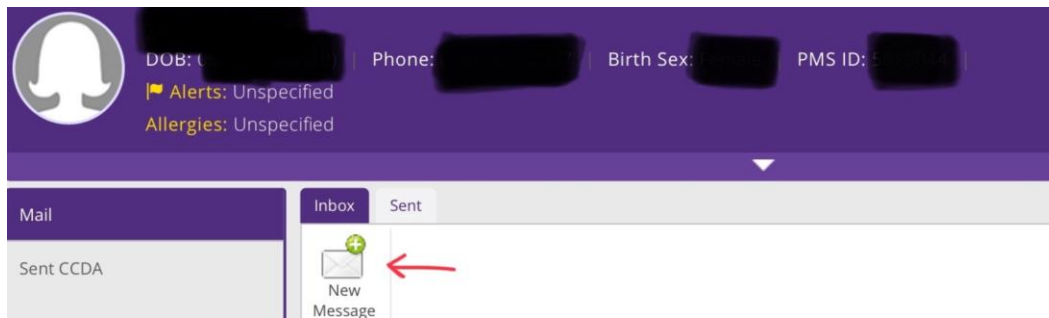 DOB: Phone: Birth Sex: PMS ID:
Alerts: Unspecified
Allergies: Unspecified
Mail
Inbox Sent
Sent CCDA
New
Message